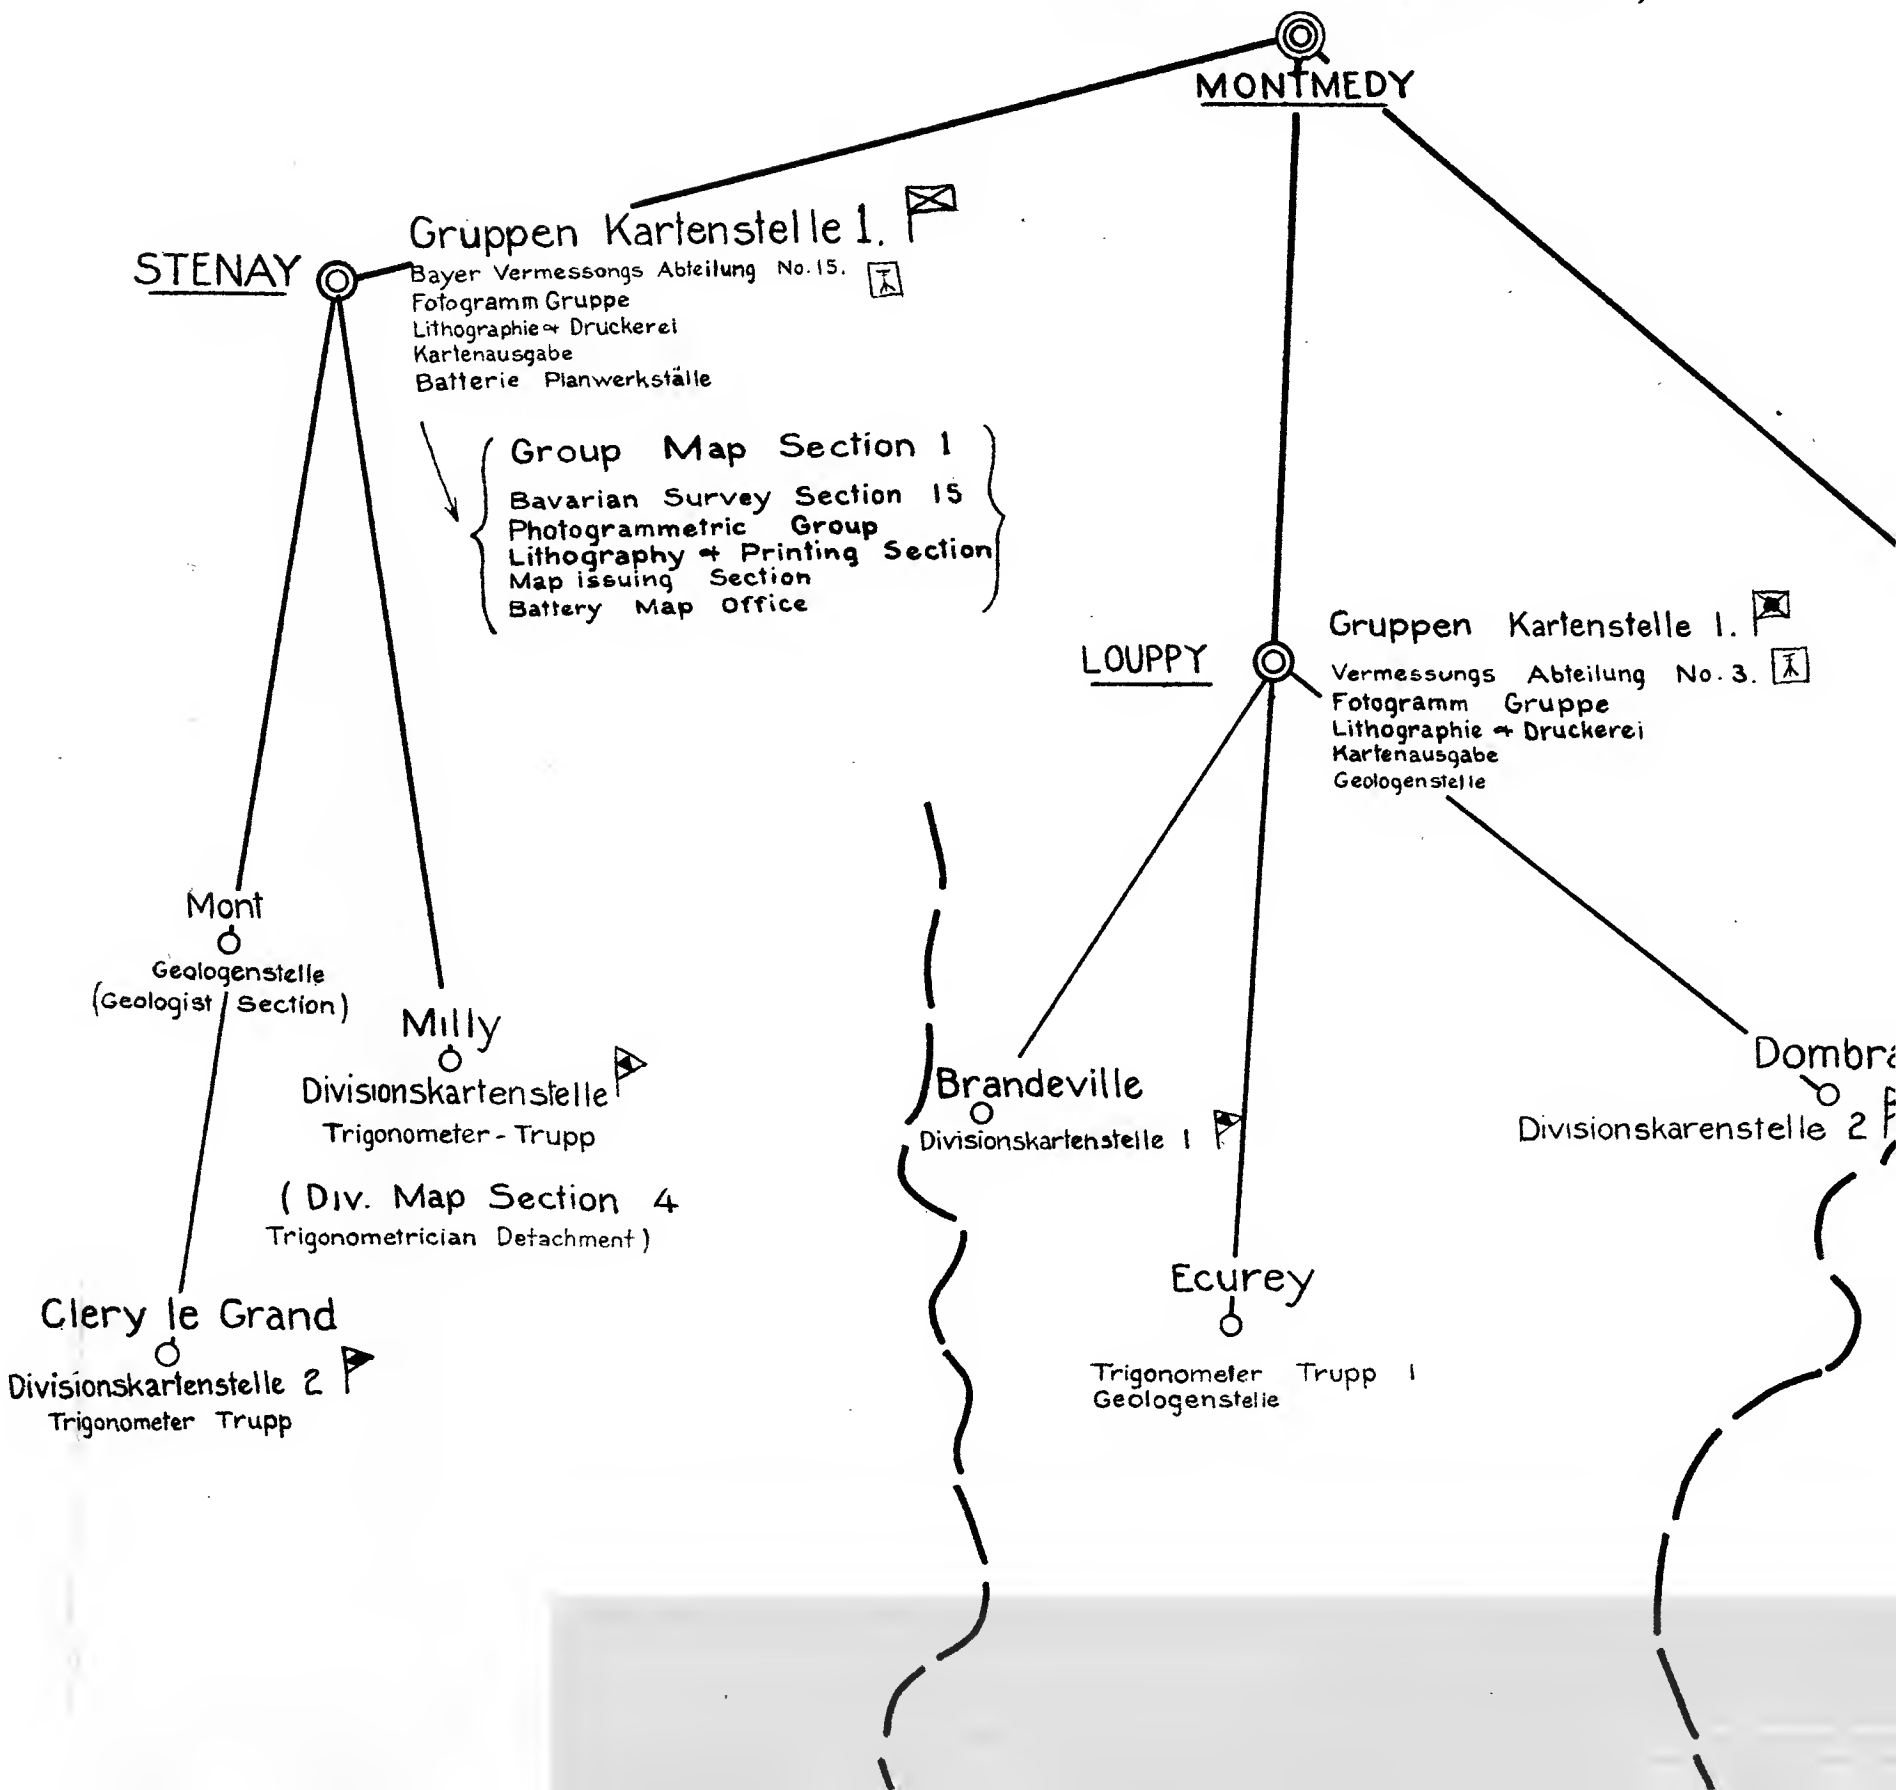 MONTMEDY
STENAY
Gruppen Kartenstelle 1.
Bayer Vermessongs Abteilung No. 15.
Fotogramm Gruppe
Lithographie & Druckerei
Kartenausgabe
Batterie Planwerkställe
Group Map Section 1
Bavarian Survey Section 15
Photogrammetric Group
Lithography & Printing Section
Map issuing Section
Battery Map Office
LOUPPY
Gruppen Kartenstelle 1.
Vermessungs Abteilung No. 3.
Fotogramm Gruppe
Lithographie & Druckerei
Kartenausgabe
Geologenstelle
Mont
Geologenstelle
(Geologist Section)
Milly
Divisionskartenstelle
Trigonometer - Trupp
(Div. Map Section 4
Trigonometrician Detachment)
Clery le Grand
Divisionskartenstelle 2
Trigonometer Trupp
Brandeville
Divisionskartenstelle 1
Ecurey
Trigonometer Trupp 1
Geologenstelle
Dombra
Divisionskarenstelle 2